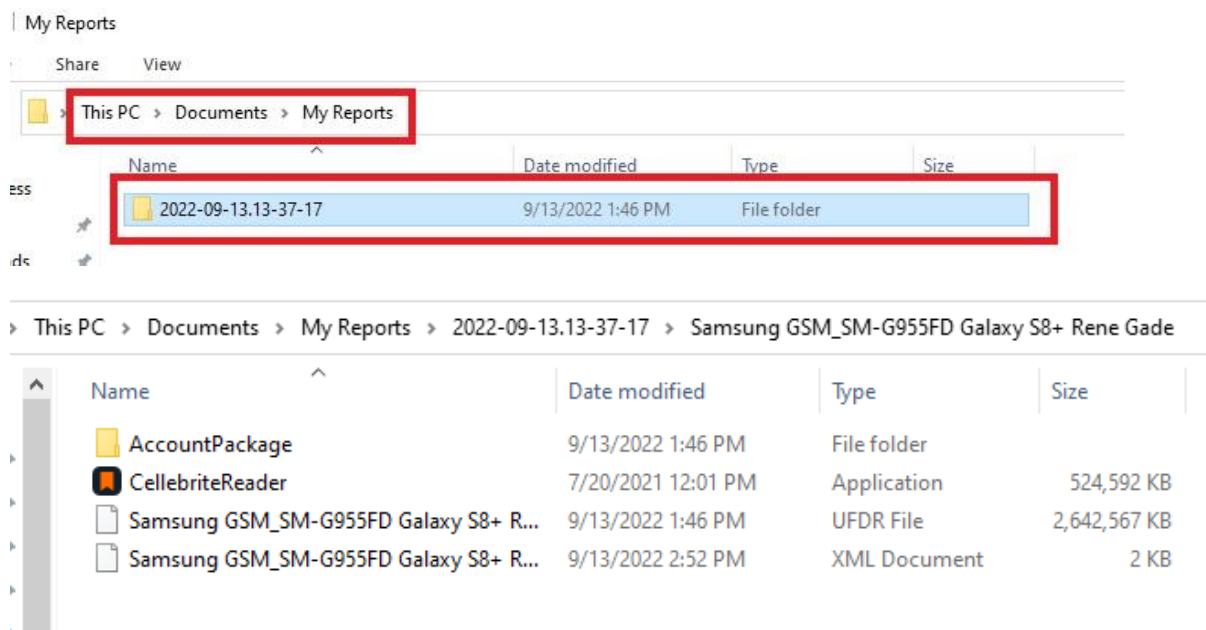 My Reports
Share View
This PC > Documents > My Reports
Name Date modified Type Size
ess
2022-09-13.13-37-17 9/13/2022 1:46 PM File folder
ds
This PC > Documents > My Reports > 2022-09-13.13-37-17 > Samsung GSM_SM-G955FD Galaxy S8+ Rene Gade
Name Date modified Type Size
AccountPackage 9/13/2022 1:46 PM File folder
CellebriteReader 7/20/2021 12:01 PM Application 524,592 KB
Samsung GSM_SM-G955FD Galaxy S8+ R... 9/13/2022 1:46 PM UFDR File 2,642,567 KB
Samsung GSM_SM-G955FD Galaxy S8+ R... 9/13/2022 2:52 PM XML Document 2 KB